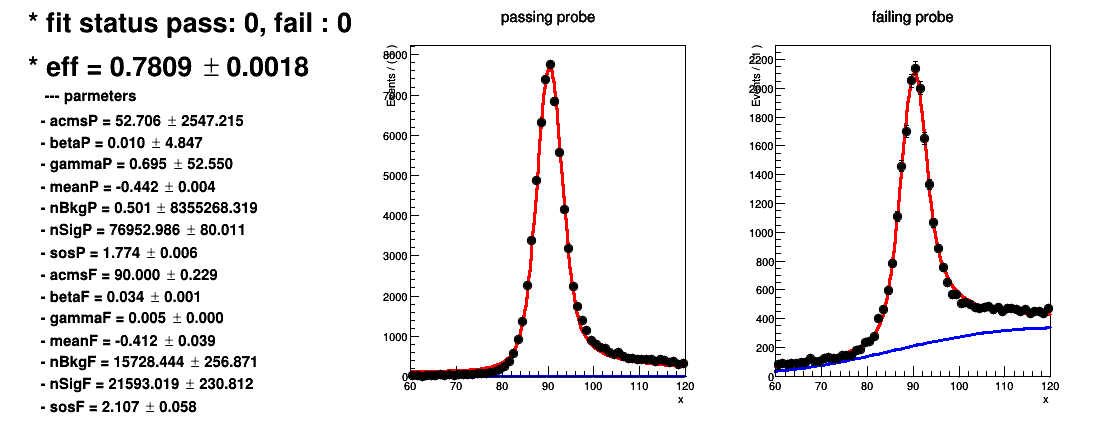 * fit status pass: 0, fail : 0
* eff = 0.7809 ± 0.0018
--- parmeters
- acmsP = 52.706 ± 2547.215
- betaP = 0.010 ± 4.847
- gammaP = 0.695 ± 52.550
- meanP = -0.442 ± 0.004
- nBkgP = 0.501 ± 8355268.319
- nSigP = 76952.986 ± 80.011
- sosP = 1.774 ± 0.006
- acmsF = 90.000 ± 0.229
- betaF = 0.034 ± 0.001
- gammaF = 0.005 ± 0.000
- meanF = -0.412 ± 0.039
- nBkgF = 15728.444 ± 256.871
- nSigF = 21593.019 ± 230.812
- sosF = 2.107 ± 0.058
passing probe
Events / ( 1 )
8000
7000
6000
5000
4000
3000
2000
1000
0
60 70 80 90 100 110 120
x
failing probe
Events / ( 1 )
2200
2000
1800
1600
1400
1200
1000
800
600
400
200
0
60 70 80 90 100 110 120
x